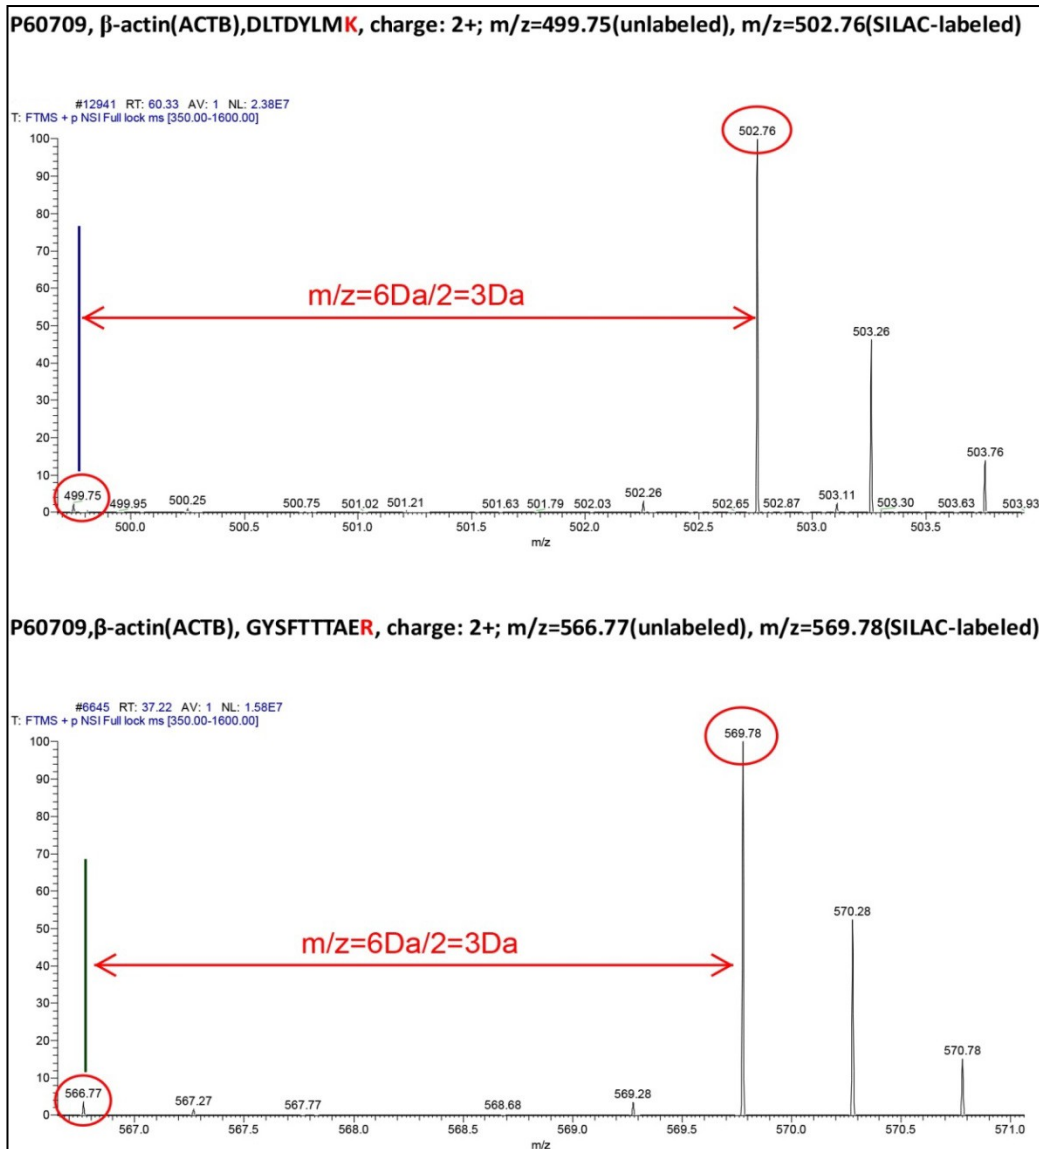 P60709, β-actin(ACTB),DLTDYLMK, charge: 2+; m/z=499.75(unlabeled), m/z=502.76(SILAC-labeled)
#12941 RT: 60.33 AV: 1 NL: 2.38E7
T: FTMS + p NSI Full lock ms [350.00-1600.00]
502.76
100
90
80
70
60
50
40
30
20
10
0
m/z=6Da/2=3Da
503.26
503.76
499.75 499.95 500.25 500.75 501.02 501.21 501.63 501.79 502.03 502.26 502.65 502.87 503.11 503.30 503.63 503.93
500.0 500.5 501.0 501.5 502.0 502.5 503.0 503.5
m/z
P60709,β-actin(ACTB), GYSFTTTAER, charge: 2+; m/z=566.77(unlabeled), m/z=569.78(SILAC-labeled)
#6645 RT: 37.22 AV: 1 NL: 1.58E7
T: FTMS + p NSI Full lock ms [350.00-1600.00]
569.78
100
90
80
70
60
50
40
30
20
10
0
m/z=6Da/2=3Da
570.28
570.78
566.77 567.27 567.77 568.68 569.28
567.0 567.5 568.0 568.5 569.0 569.5 570.0 570.5 571.0
m/z